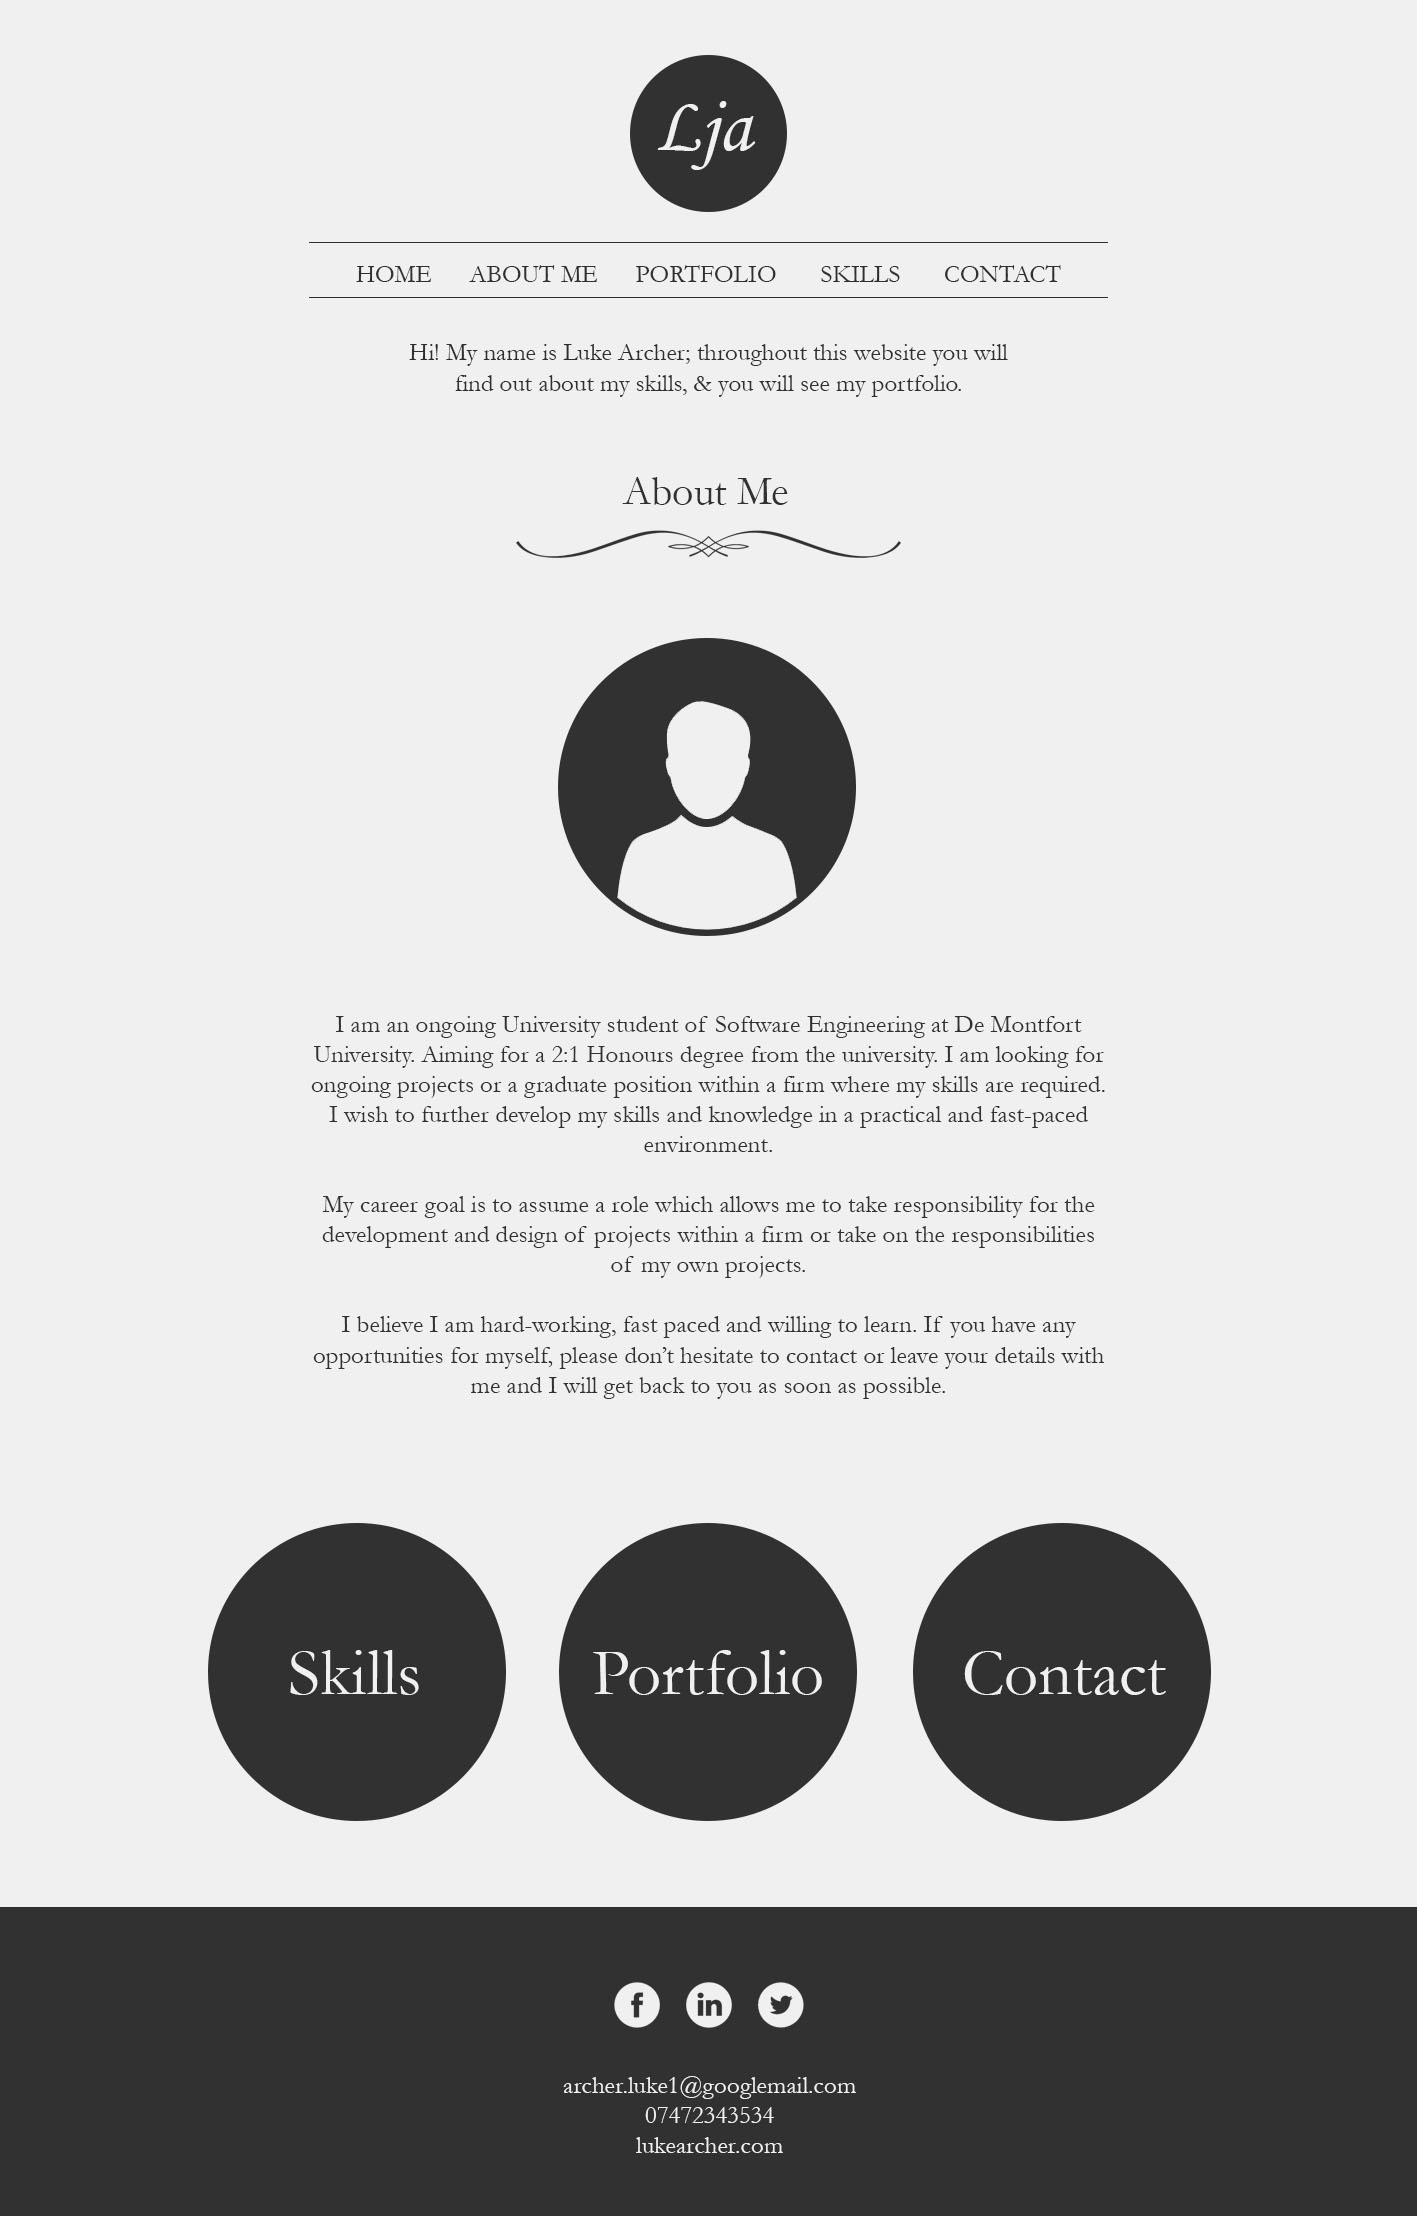 Lja
HOME ABOUT ME PORTFOLIO SKILLS CONTACT
Hi! My name is Luke Archer; throughout this website you will
find out about my skills, & you will see my portfolio.
About Me
I am an ongoing University student of Software Engineering at De Montfort
University. Aiming for a 2:1 Honours degree from the university. I am looking for
ongoing projects or a graduate position within a firm where my skills are required.
I wish to further develop my skills and knowledge in a practical and fast-paced
environment.
My career goal is to assume a role which allows me to take responsibility for the
development and design of projects within a firm or take on the responsibilities
of my own projects.
I believe I am hard-working, fast paced and willing to learn. If you have any
opportunities for myself, please don’t hesitate to contact or leave your details with
me and I will get back to you as soon as possible.
Skills Portfolio Contact
f in
archer.luke1@googlemail.com
07472343534
lukearcher.com